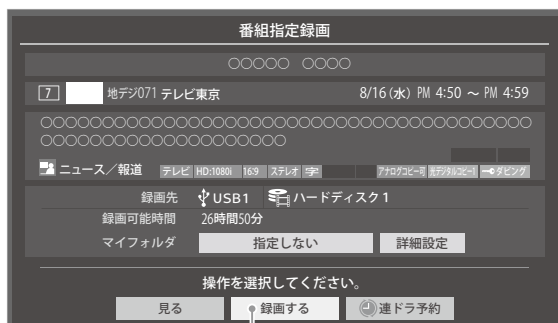 番組指定録画
○○○○○ ○○○○
7 地デジ071 テレビ東京 8/16(水) PM 4:50 ～ PM 4:59
○○○○○○○○○○○○○○○○○○○○○○○○○○○○○○○○○○○
○○○○○○○○○○○○○○○○○○
ニュース／報道 テレビ HD:1080i 16:9 ステレオ 字 アナログコピー可 光デジタルコピー1 ダビング
録画先 USB1 ハードディスク1
録画可能時間 26時間50分
マイフォルダ 指定しない 詳細設定
操作を選択してください。
見る 録画する 連ドラ予約